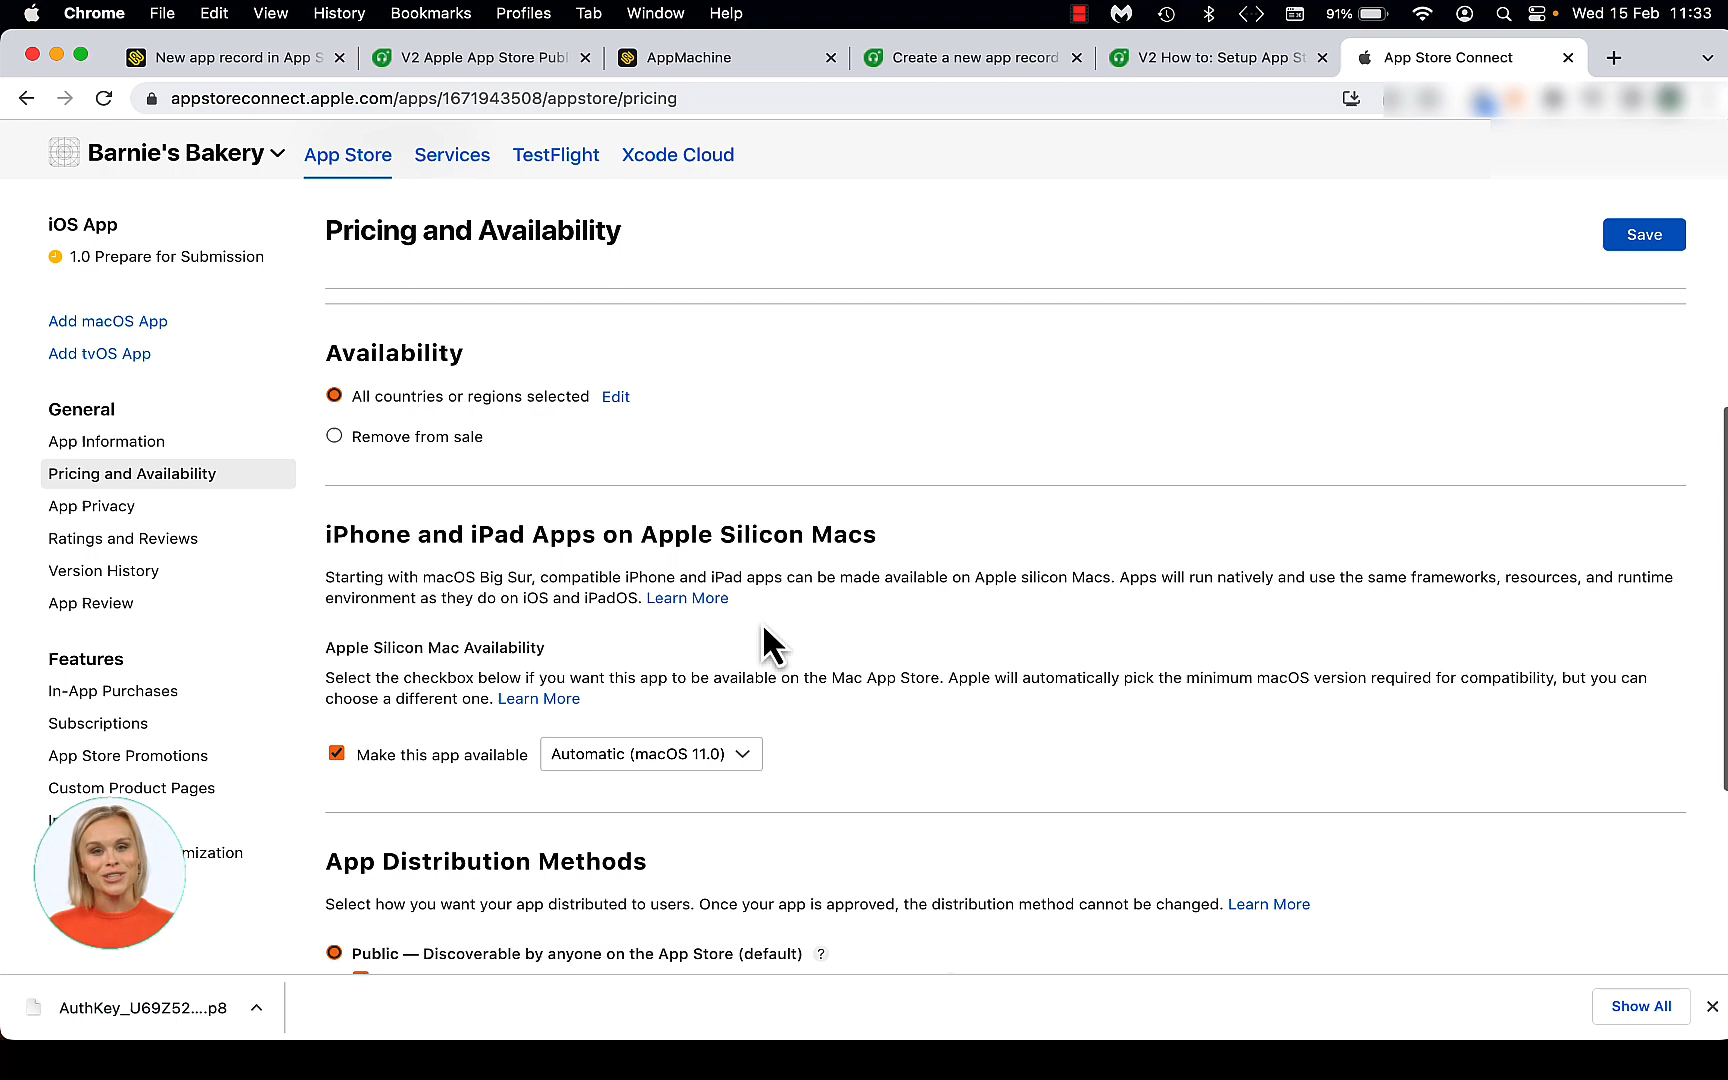 Chrome File Edit View History Bookmarks Profiles Tab Window Help 91% Wed 15 Feb 11:33
New app record in App S
V2 Apple App Store Publ
AppMachine
Create a new app record
V2 How to: Setup App St
App Store Connect
appstoreconnect.apple.com/apps/1671943508/appstore/pricing
Barnie's Bakery App Store Services TestFlight Xcode Cloud
iOS App
1.0 Prepare for Submission
Add macOS App
Add tvOS App
General
App Information
Pricing and Availability
App Privacy
Ratings and Reviews
Version History
App Review
Features
In-App Purchases
Subscriptions
App Store Promotions
Custom Product Pages
mization
Pricing and Availability
Save
Availability
All countries or regions selected Edit
Remove from sale
iPhone and iPad Apps on Apple Silicon Macs
Starting with macOS Big Sur, compatible iPhone and iPad apps can be made available on Apple silicon Macs. Apps will run natively and use the same frameworks, resources, and runtime
environment as they do on iOS and iPadOS. Learn More
Apple Silicon Mac Availability
Select the checkbox below if you want this app to be available on the Mac App Store. Apple will automatically pick the minimum macOS version required for compatibility, but you can
choose a different one. Learn More
Make this app available Automatic (macOS 11.0)
App Distribution Methods
Select how you want your app distributed to users. Once your app is approved, the distribution method cannot be changed. Learn More
Public — Discoverable by anyone on the App Store (default) ?
AuthKey_U69Z52....p8
Show All